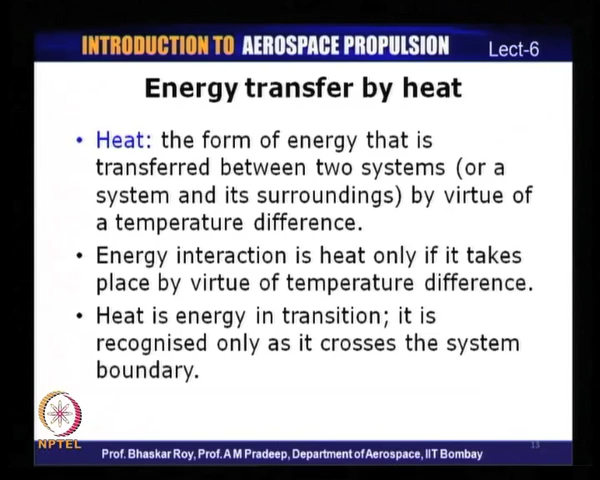 INTRODUCTION TO AEROSPACE PROPULSION
Lect-6
Energy transfer by heat
• Heat: the form of energy that is
transferred between two systems (or a
system and its surroundings) by virtue of
a temperature difference.
• Energy interaction is heat only if it takes
place by virtue of temperature difference.
• Heat is energy in transition; it is
recognised only as it crosses the system
boundary.
NPTEL
13
Prof. Bhaskar Roy, Prof. A M Pradeep, Department of Aerospace, IIT Bombay